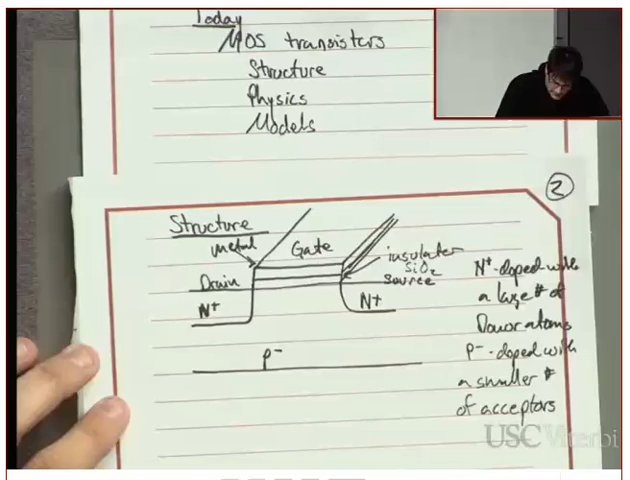 Today
MOS transisters
Structure
Physics
Models
2
Structure
metal
Gate
insulater
SiO2
Drain
source
N+
N+
P-
N+-doped with
a large # of
Donor atoms
P--doped with
a smaller #
of acceptors
USC Viterbi